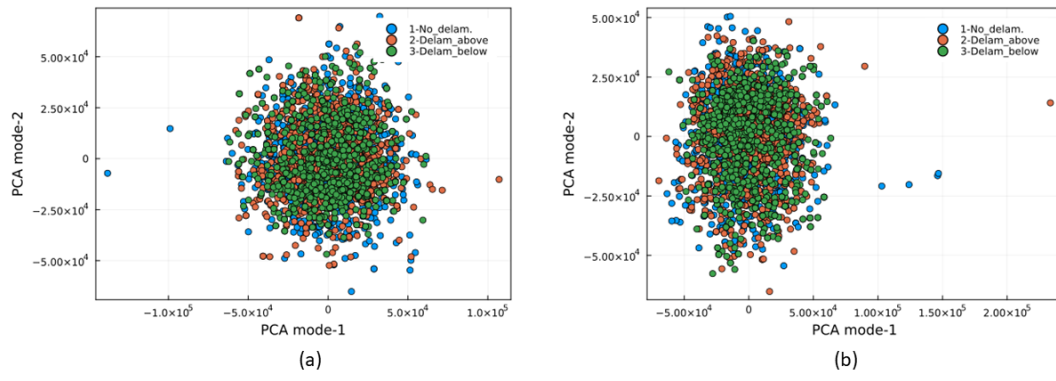 1-No_delam.
2-Delam_above
3-Delam_below
5.00×10⁴
2.50×10⁴
0
−2.50×10⁴
−5.00×10⁴
PCA mode-2
−1.0×10⁵
−5.0×10⁴
0
5.0×10⁴
1.0×10⁵
PCA mode-1
(a)
1-No_delam.
2-Delam_above
3-Delam_below
5.00×10⁴
2.50×10⁴
0
−2.50×10⁴
−5.00×10⁴
PCA mode-2
−5.00×10⁴
0
5.00×10⁴
1.00×10⁵
1.50×10⁵
2.00×10⁵
PCA mode-1
(b)